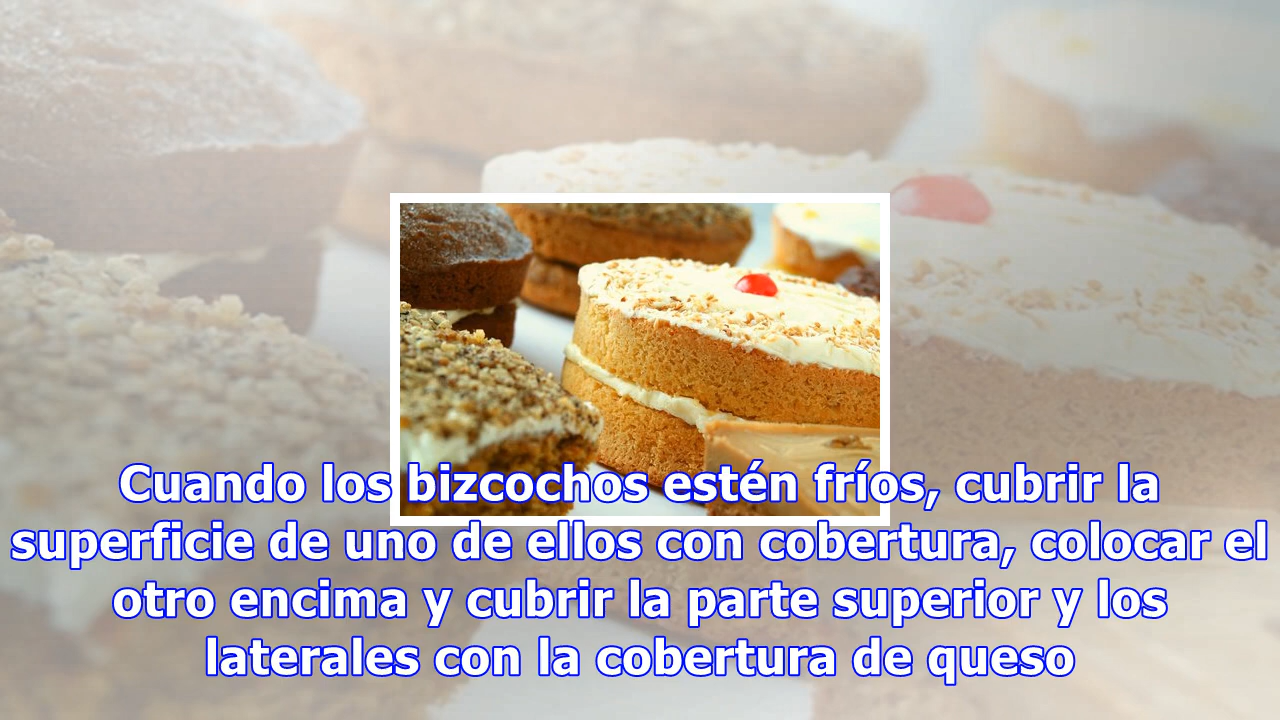 Cuando los bizcochos estén fríos, cubrir la
superficie de uno de ellos con cobertura, colocar el
otro encima y cubrir la parte superior y los
laterales con la cobertura de queso